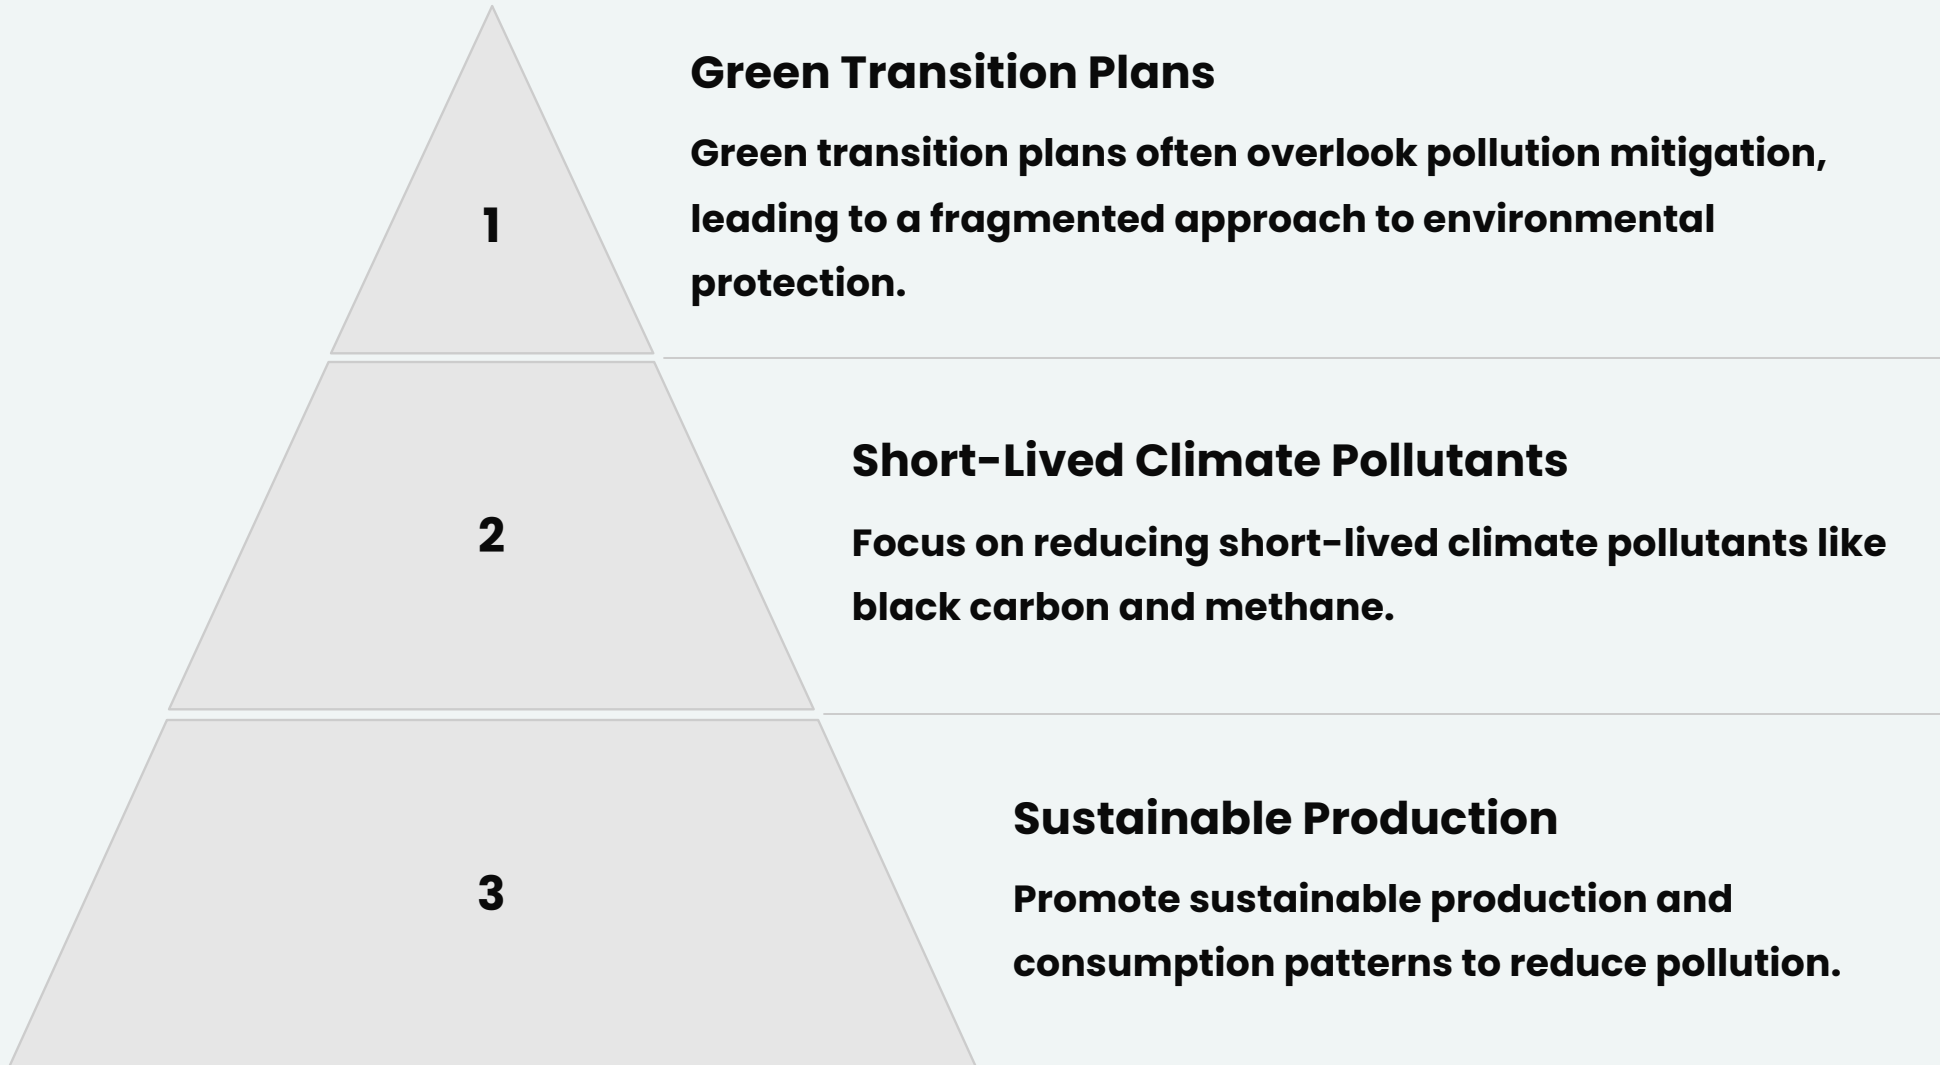 1
Green Transition Plans
Green transition plans often overlook pollution mitigation,
leading to a fragmented approach to environmental
protection.
2
Short-Lived Climate Pollutants
Focus on reducing short-lived climate pollutants like
black carbon and methane.
3
Sustainable Production
Promote sustainable production and
consumption patterns to reduce pollution.